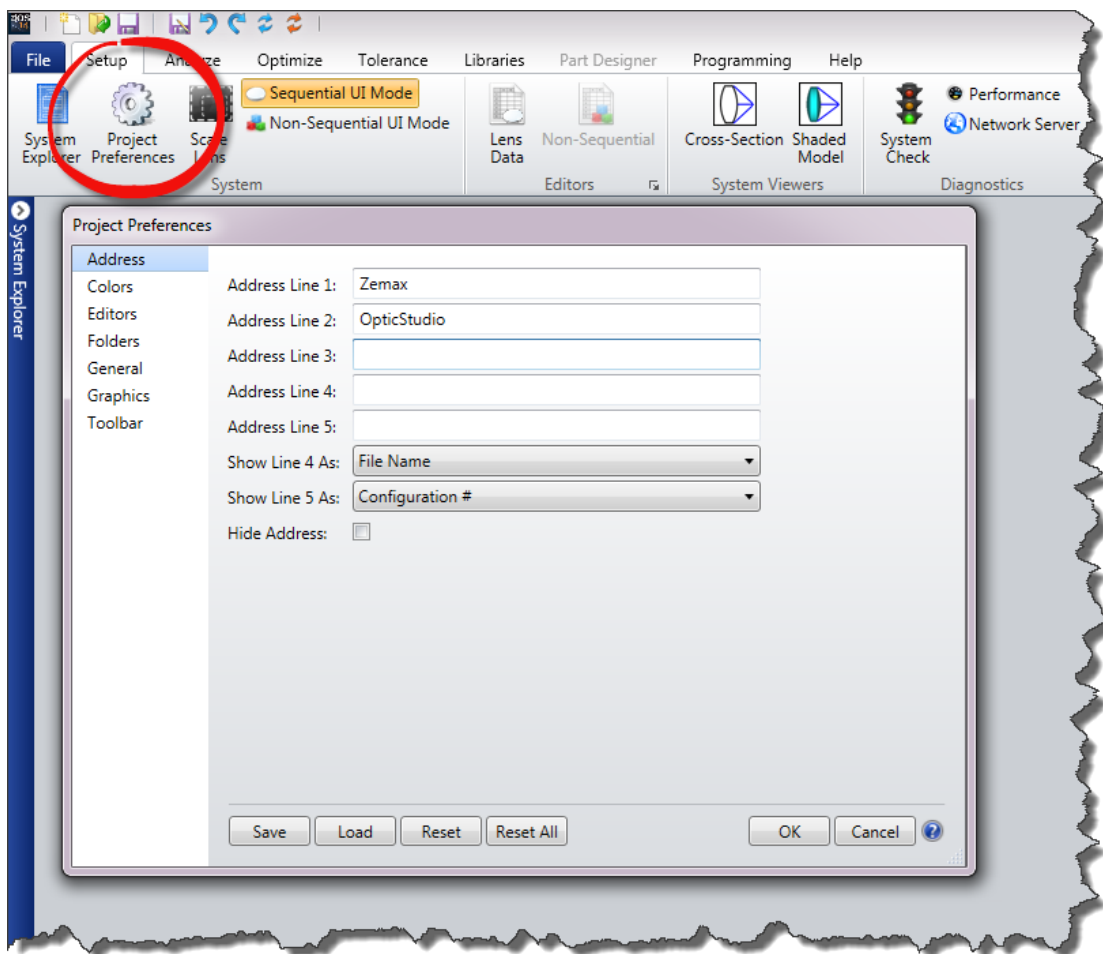 File Setup Analyze Optimize Tolerance Libraries Part Designer Programming Help
System Explorer
Project Preferences
Scale Lens
Sequential UI Mode
Non-Sequential UI Mode
System
Lens Data
Non-Sequential
Editors
Cross-Section
Shaded Model
System Viewers
System Check
Performance
Network Server
Diagnostics
System Explorer
Project Preferences
Address
Colors
Editors
Folders
General
Graphics
Toolbar
Address Line 1: Zemax
Address Line 2: OpticStudio
Address Line 3:
Address Line 4:
Address Line 5:
Show Line 4 As: File Name
Show Line 5 As: Configuration #
Hide Address:
Save Load Reset Reset All OK Cancel ?